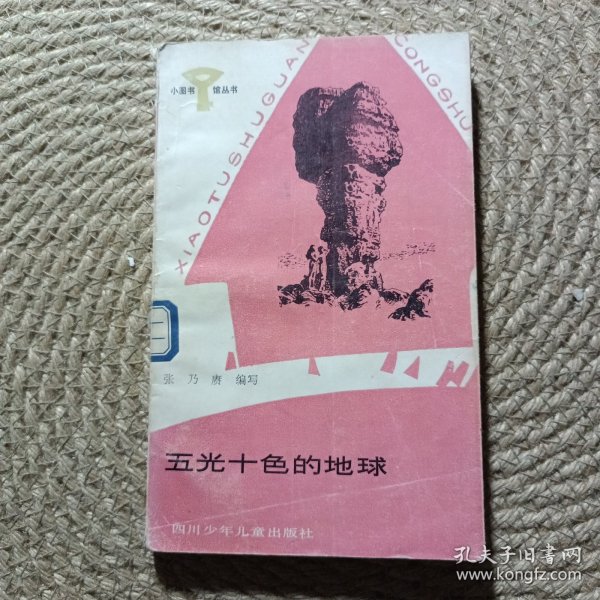 小图书 馆丛书
XIAOTUSHUGUAN
CONGSHU
二
张乃赓 编写
五光十色的地球
四川少年儿童出版社
孔夫子旧书网
www.kongfz.com